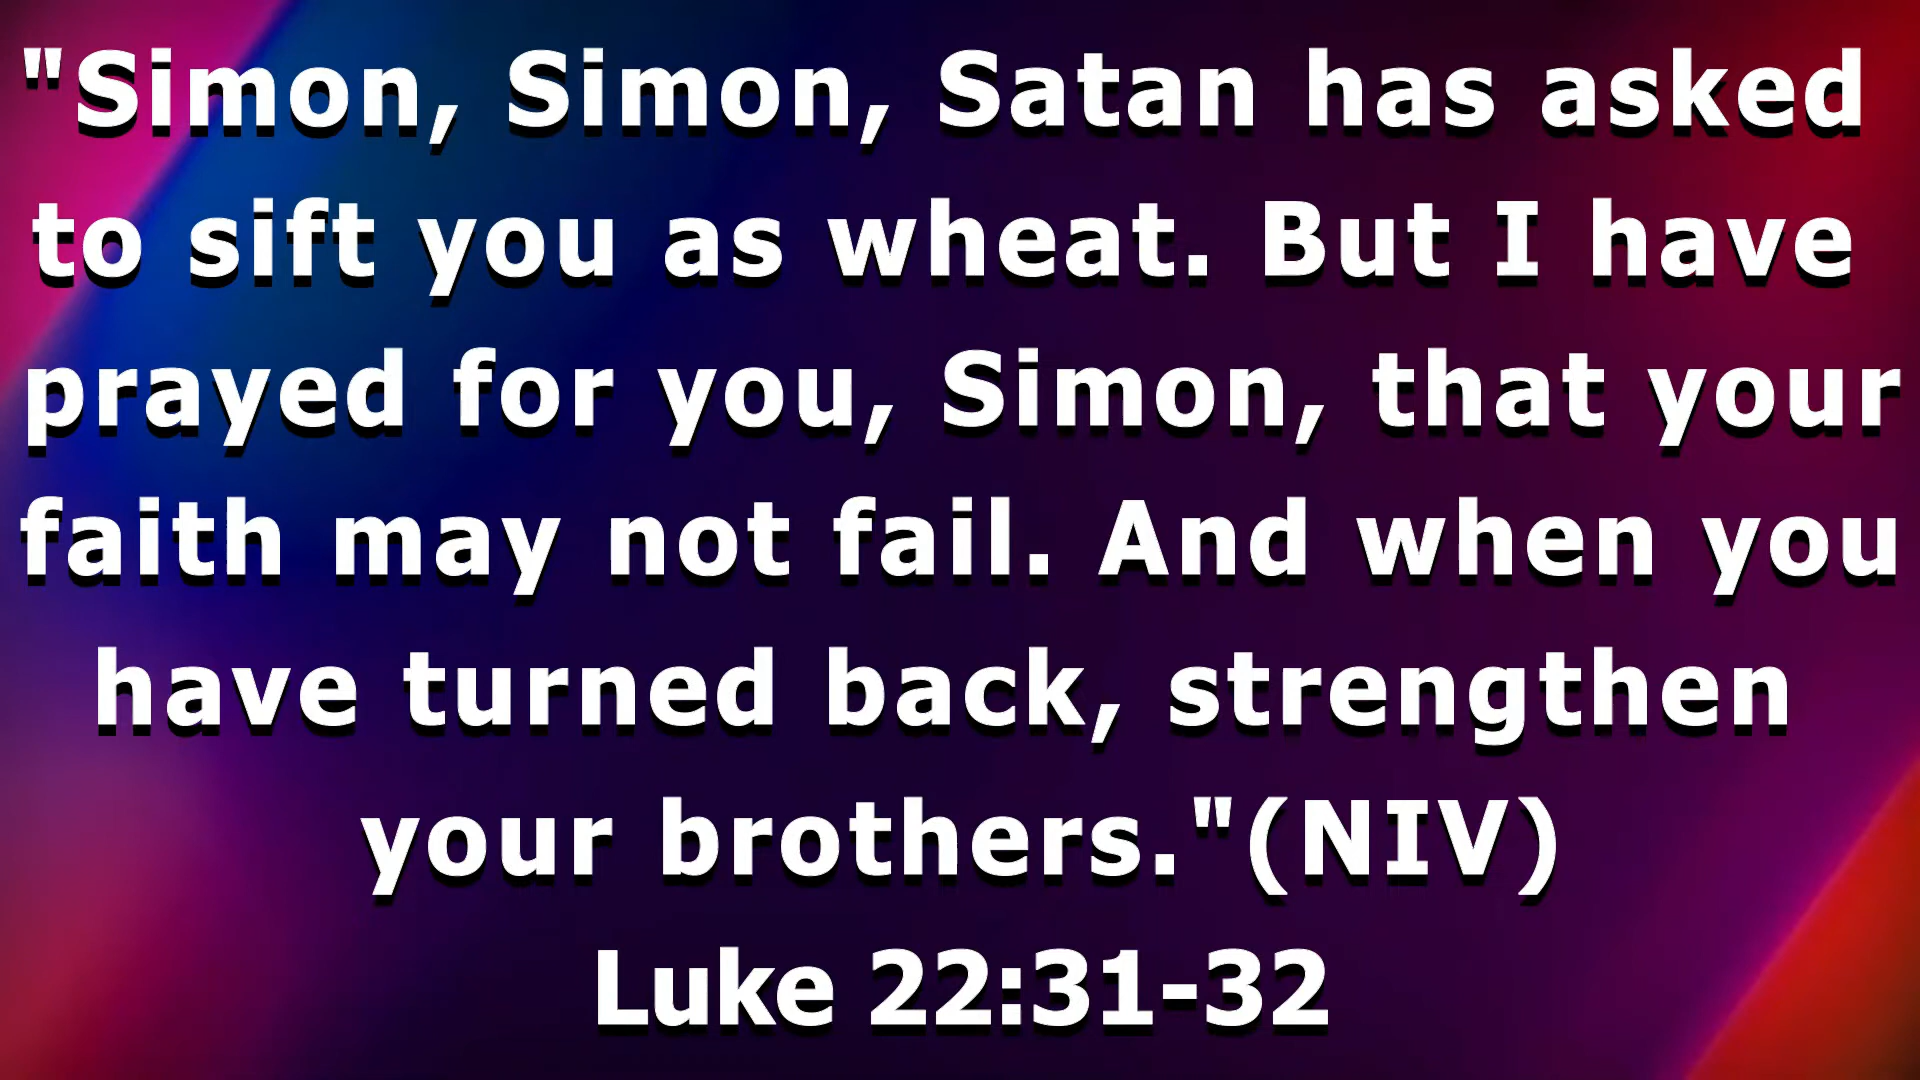 "Simon, Simon, Satan has asked
to sift you as wheat. But I have
prayed for you, Simon, that your
faith may not fail. And when you
have turned back, strengthen
your brothers."(NIV)
Luke 22:31-32